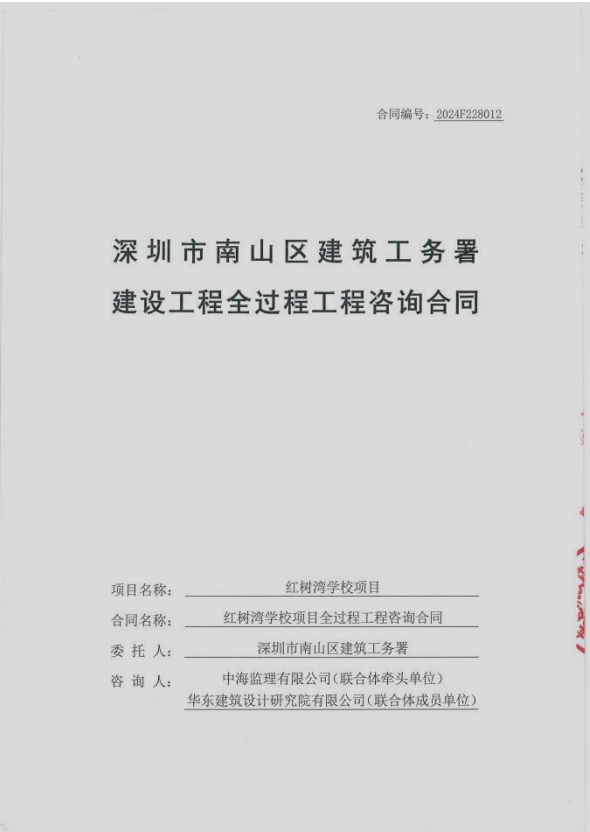 合同编号：2024F228012
深圳市南山区建筑工务署
建设工程全过程工程咨询合同
项目名称： 红树湾学校项目
合同名称： 红树湾学校项目全过程工程咨询合同
委托人： 深圳市南山区建筑工务署
咨询人： 中海监理有限公司（联合体牵头单位）
华东建筑设计研究院有限公司（联合体成员单位）